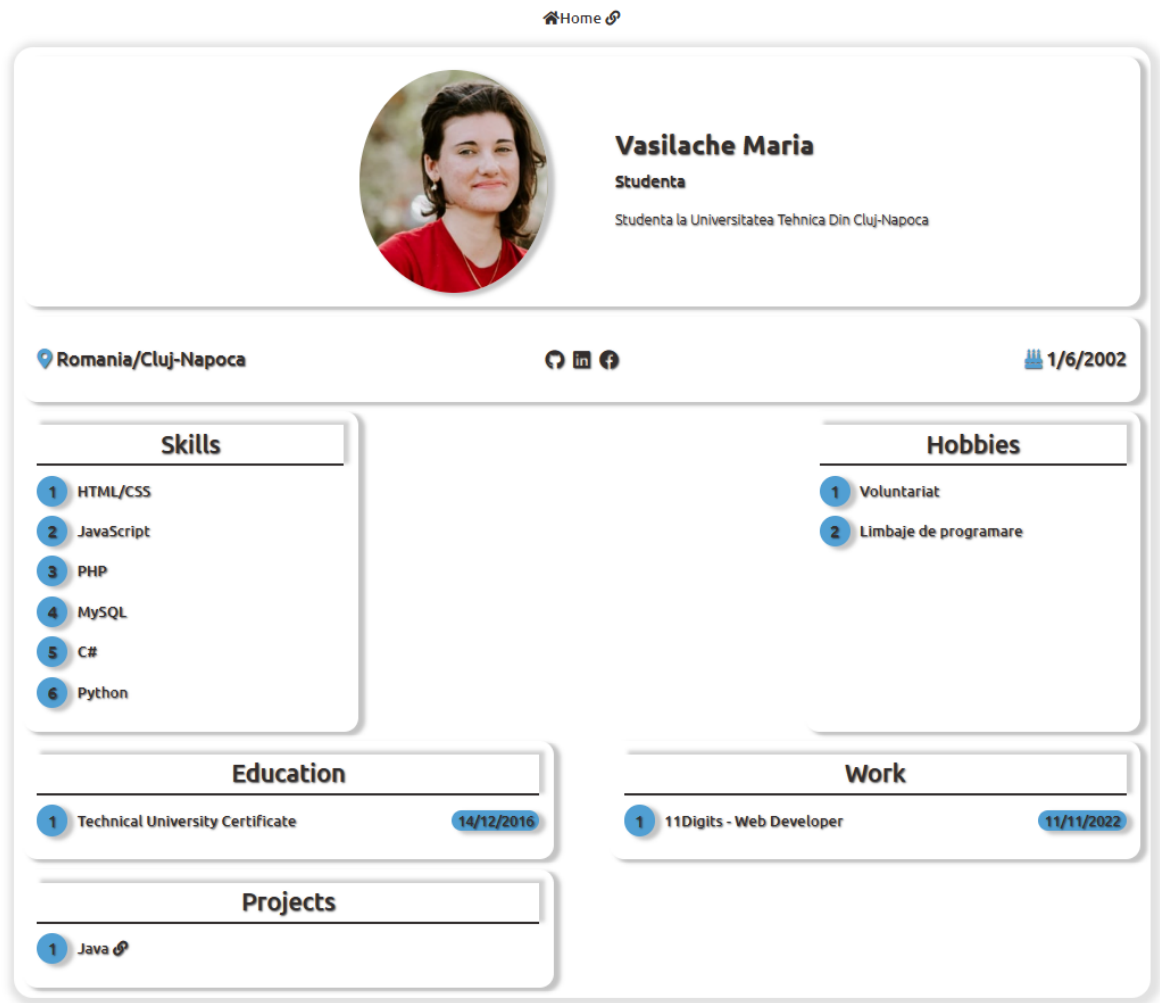 Home
Vasilache Maria
Studenta
Studenta la Universitatea Tehnica Din Cluj-Napoca
Romania/Cluj-Napoca
1/6/2002
Skills
1 HTML/CSS
2 JavaScript
3 PHP
4 MySQL
5 C#
6 Python
Hobbies
1 Voluntariat
2 Limbaje de programare
Education
1 Technical University Certificate 14/12/2016
Work
1 11Digits - Web Developer 11/11/2022
Projects
1 Java